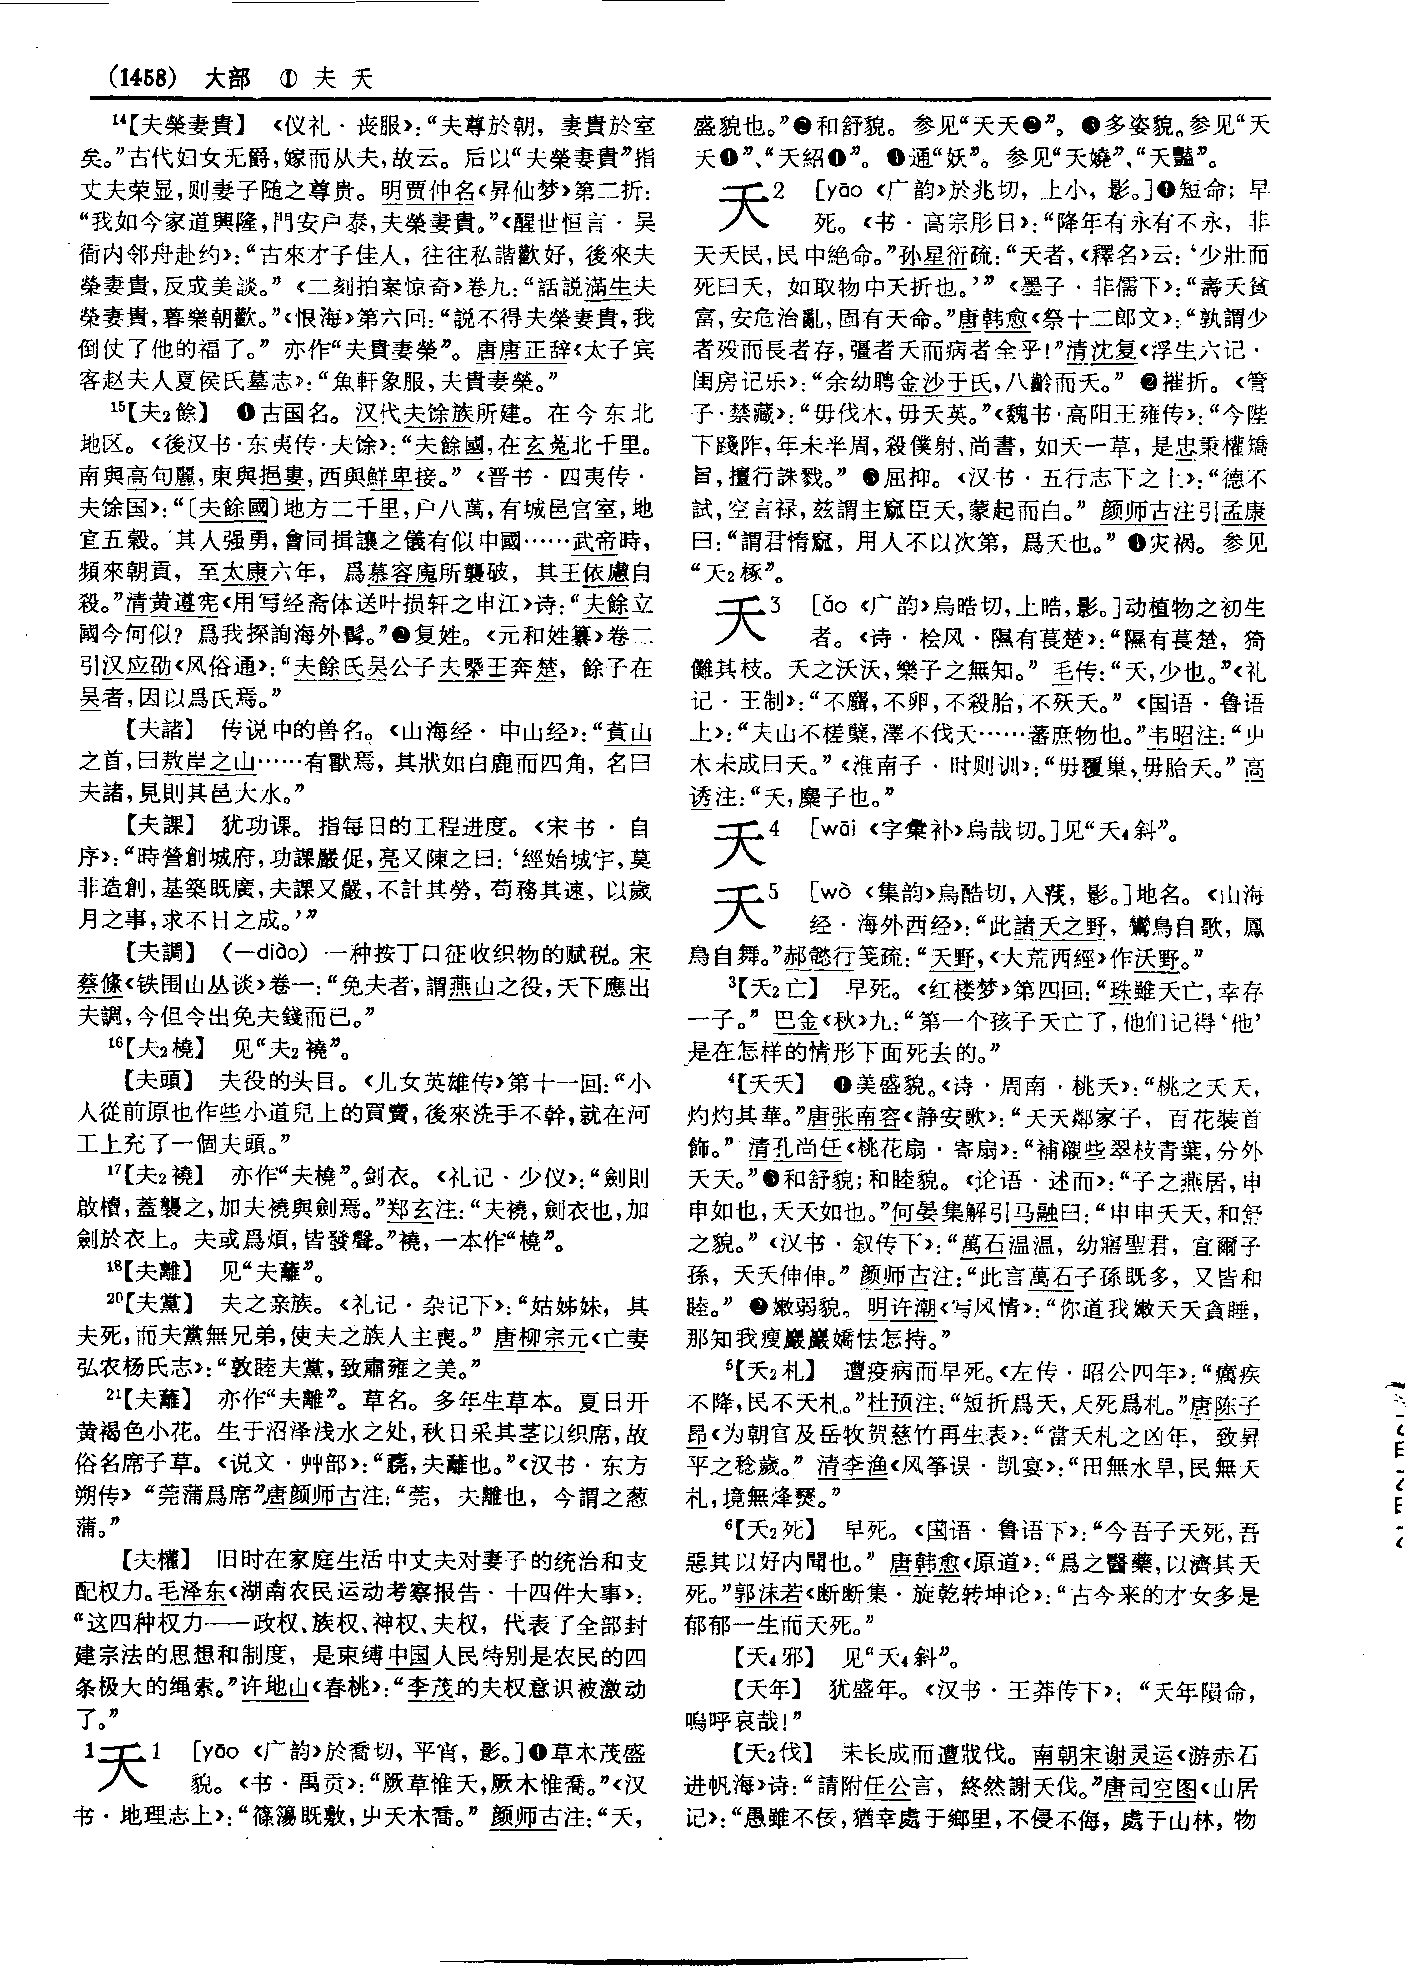 (1458) 大部 ① 夫 夭
¹⁴【夫榮妻貴】 《仪礼·丧服》：“夫尊於朝，妻貴於室
矣。”古代妇女无爵，嫁而从夫，故云。后以“夫榮妻貴”指
丈夫荣显，则妻子随之尊贵。明贾仲名《昇仙梦》第二折：
“我如今家道興隆，門安户泰，夫榮妻貴。”《醒世恒言·吴
衙内邻舟赴约》：“古來才子佳人，往往私諧歡好，後來夫
榮妻貴，反成美談。”《二刻拍案惊奇》卷九：“話説滿生夫
榮妻貴，暮樂朝歡。”《恨海》第六回：“説不得夫榮妻貴，我
倒仗了他的福了。”亦作“夫貴妻榮”。唐唐正辞《太子宾
客赵夫人夏侯氏墓志》：“魚軒象服，夫貴妻榮。”
¹⁵【夫₂餘】 ❶古国名。汉代夫馀族所建。在今东北
地区。《後汉书·东夷传·夫馀》：“夫餘國，在玄菟北千里。
南與高句麗，東與挹婁，西與鮮卑接。”《晋书·四夷传·
夫馀国》：“〔夫餘國〕地方二千里，户八萬，有城邑宫室，地
宜五穀。其人强勇，會同揖讓之儀有似中國……武帝時，
頻來朝貢，至太康六年，爲慕容廆所襲破，其王依慮自
殺。”清黄遵宪《用写经斋体送叶损轩之申江》诗：“夫餘立
國今何似？爲我探詢海外髯。”❷复姓。《元和姓纂》卷二
引汉应劭《风俗通》：“夫餘氏吴公子夫槩王奔楚，餘子在
吴者，因以爲氏焉。”
【夫諸】 传说中的兽名。《山海经·中山经》：“萯山
之首，曰敖岸之山……有獸焉，其狀如白鹿而四角，名曰
夫諸，見則其邑大水。”
【夫課】 犹功课。指每日的工程进度。《宋书·自
序》：“時營創城府，功課嚴促，亮又陳之曰：‘經始城宇，莫
非造創，基築既廣，夫課又嚴，不計其勞，苟務其速，以歲
月之事，求不日之成。’”
【夫調】 （—diào）一种按丁口征收织物的赋税。宋
蔡絛《铁围山丛谈》卷一：“免夫者，謂燕山之役，天下應出
夫調，今但令出免夫錢而已。”
¹⁶【夫₂橈】 见“夫₂襓”。
【夫頭】 夫役的头目。《儿女英雄传》第十一回：“小
人從前原也作些小道兒上的買賣，後來洗手不幹，就在河
工上充了一個夫頭。”
¹⁷【夫₂襓】 亦作“夫橈”。剑衣。《礼记·少仪》：“劍則
啟櫝，蓋襲之，加夫襓與劍焉。”郑玄注：“夫襓，劍衣也，加
劍於衣上。夫或爲煩，皆發聲。”襓，一本作“橈”。
¹⁸【夫離】 见“夫蘺”。
²⁰【夫黨】 夫之亲族。《礼记·杂记下》：“姑姊妹，其
夫死，而夫黨無兄弟，使夫之族人主喪。”唐柳宗元《亡妻
弘农杨氏志》：“敦睦夫黨，致肅雍之美。”
²¹【夫蘺】 亦作“夫離”。草名。多年生草本。夏日开
黄褐色小花。生于沼泽浅水之处，秋日采其茎以织席，故
俗名席子草。《说文·艸部》：“莞，夫蘺也。”《汉书·东方
朔传》“莞蒲爲席”唐颜师古注：“莞，夫離也，今謂之葱
蒲。”
【夫權】 旧时在家庭生活中丈夫对妻子的统治和支
配权力。毛泽东《湖南农民运动考察报告·十四件大事》：
“这四种权力——政权、族权、神权、夫权，代表了全部封
建宗法的思想和制度，是束缚中国人民特别是农民的四
条极大的绳索。”许地山《春桃》：“李茂的夫权意识被激动
了。”
¹夭1 [yāo 《广韵》於喬切，平宵，影。]❶草木茂盛
貌。《书·禹贡》：“厥草惟夭，厥木惟喬。”《汉
书·地理志上》：“篠簜既敷，屮夭木喬。”颜师古注：“夭，
盛貌也。”❷和舒貌。参见“夭夭❷”。❸多姿貌。参见“夭
夭❶”、“夭紹❶”。❹通“妖”。参见“夭嬈”、“夭豔”。
夭2 [yāo 《广韵》於兆切，上小，影。]❶短命；早
死。《书·高宗肜日》：“降年有永有不永，非
天夭民，民中絶命。”孙星衍疏：“夭者，《釋名》云：‘少壯而
死曰夭，如取物中夭折也。’”《墨子·非儒下》：“壽夭貧
富，安危治亂，固有天命。”唐韩愈《祭十二郎文》：“孰謂少
者殁而長者存，彊者夭而病者全乎！”清沈复《浮生六记·
闺房记乐》：“余幼聘金沙于氏，八齡而夭。”❷摧折。《管
子·禁藏》：“毋伐木，毋夭英。”《魏书·高阳王雍传》：“今陛
下踐阼，年未半周，殺僕射、尚書，如夭一草，是忠秉權矯
旨，擅行誅戮。”❸屈抑。《汉书·五行志下之上》：“德不
試，空言禄，兹謂主窳臣夭，蒙起而白。”颜师古注引孟康
曰：“謂君惰窳，用人不以次第，爲夭也。”❹灾祸。参见
“夭₂椓”。
夭3 [ǎo 《广韵》烏晧切，上晧，影。]动植物之初生
者。《诗·桧风·隰有萇楚》：“隰有萇楚，猗
儺其枝。夭之沃沃，樂子之無知。”毛传：“夭，少也。”《礼
记·王制》：“不麛，不卵，不殺胎，不殀夭。”《国语·鲁语
上》：“夫山不槎櫱，澤不伐夭……蕃庶物也。”韦昭注：“屮
木未成曰夭。”《淮南子·时则训》：“毋覆巢，毋胎夭。”高
诱注：“夭，麋子也。”
夭4 [wāi 《字彙补》烏哉切。]见“夭₄斜”。
夭5 [wò 《集韵》烏酷切，入𣵽，影。]地名。《山海
经·海外西经》：“此諸夭之野，鸞鳥自歌，鳳
鳥自舞。”郝懿行笺疏：“夭野，《大荒西經》作沃野。”
³【夭₂亡】 早死。《红楼梦》第四回：“珠雖夭亡，幸存
一子。”巴金《秋》九：“第一个孩子夭亡了，他们记得‘他’
是在怎样的情形下面死去的。”
⁴【夭夭】 ❶美盛貌。《诗·周南·桃夭》：“桃之夭夭，
灼灼其華。”唐张南容《静安歌》：“夭夭鄰家子，百花裝首
飾。”清孔尚任《桃花扇·寄扇》：“補襯些翠枝青葉，分外
夭夭。”❷和舒貌；和睦貌。《论语·述而》：“子之燕居，申
申如也，夭夭如也。”何晏集解引马融曰：“申申夭夭，和舒
之貌。”《汉书·叙传下》：“萬石温温，幼寤聖君，宜爾子
孫，夭夭伸伸。”颜师古注：“此言萬石子孫既多，又皆和
睦。”❸嫩弱貌。明许潮《写风情》：“你道我嫩夭夭貪睡，
那知我瘦巖巖嬌怯怎持。”
⁵【夭₂札】 遭疫病而早死。《左传·昭公四年》：“癘疾
不降，民不夭札。”杜预注：“短折爲夭，夭死爲札。”唐陈子
昂《为朝官及岳牧贺慈竹再生表》：“當夭札之凶年，致昇
平之稔歲。”清李渔《风筝误·凯宴》：“田無水旱，民無夭
札，境無烽燹。”
⁶【夭₂死】 早死。《国语·鲁语下》：“今吾子夭死，吾
惡其以好内聞也。”唐韩愈《原道》：“爲之醫藥，以濟其夭
死。”郭沫若《断断集·旋乾转坤论》：“古今来的才女多是
郁郁一生而夭死。”
【夭₄邪】 见“夭₄斜”。
【夭年】 犹盛年。《汉书·王莽传下》：“夭年隕命，
嗚呼哀哉！”
【夭₂伐】 未长成而遭戕伐。南朝宋谢灵运《游赤石
进帆海》诗：“請附任公言，終然謝夭伐。”唐司空图《山居
记》：“愚雖不佞，猶幸處于鄉里，不侵不侮，處于山林，物